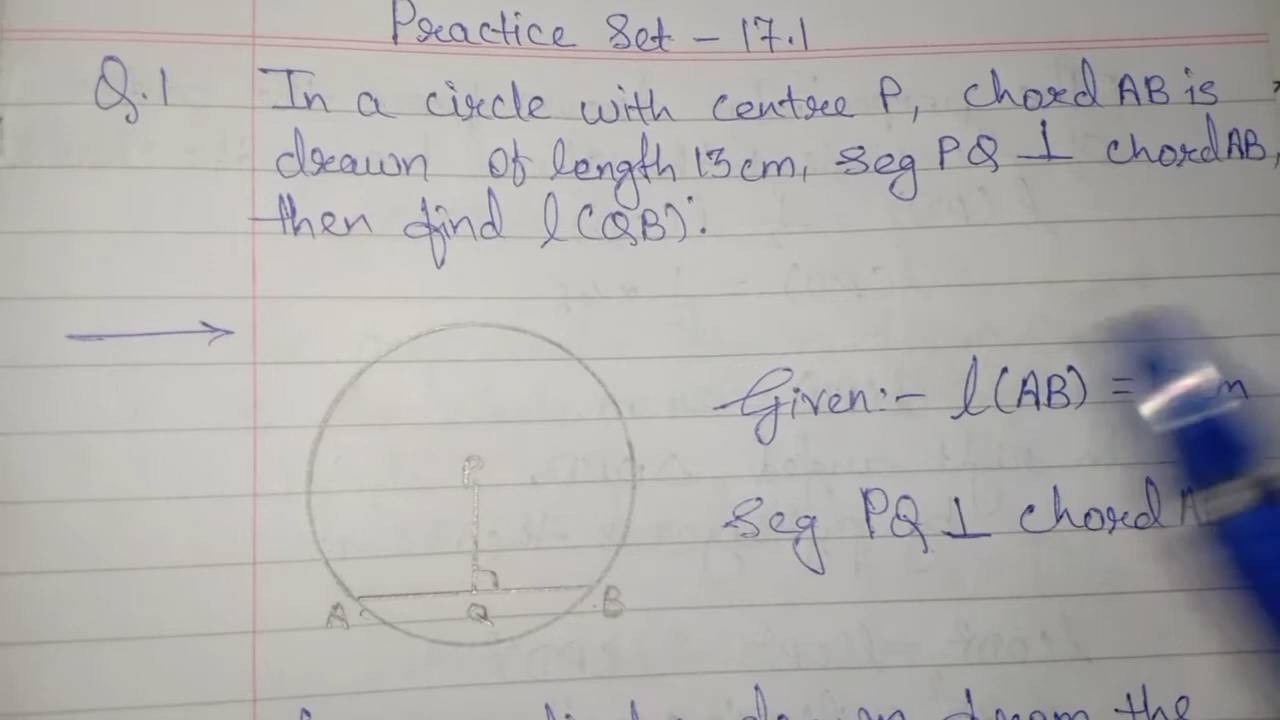 Practice Set - 17.1
Q.1 In a circle with centre P, chord AB is
drawn of length 13 cm, seg PQ ⊥ chord AB,
then find l(QB).
Given:- l(AB) =
seg PQ ⊥ chord
P
A Q B
the